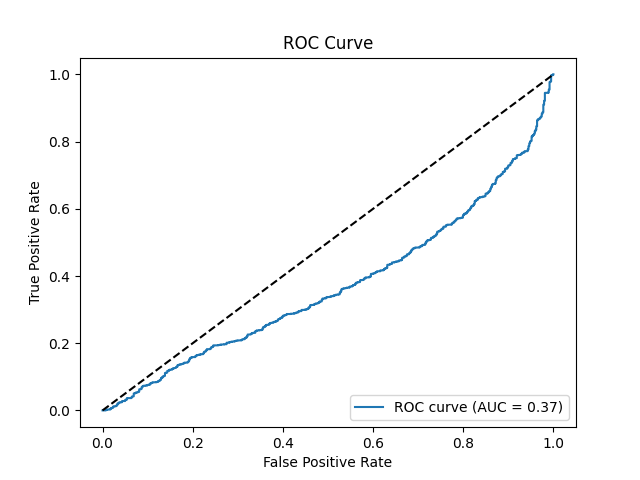 ROC Curve
True Positive Rate
1.0
0.8
0.6
0.4
0.2
0.0
ROC curve (AUC = 0.37)
0.0 0.2 0.4 0.6 0.8 1.0
False Positive Rate